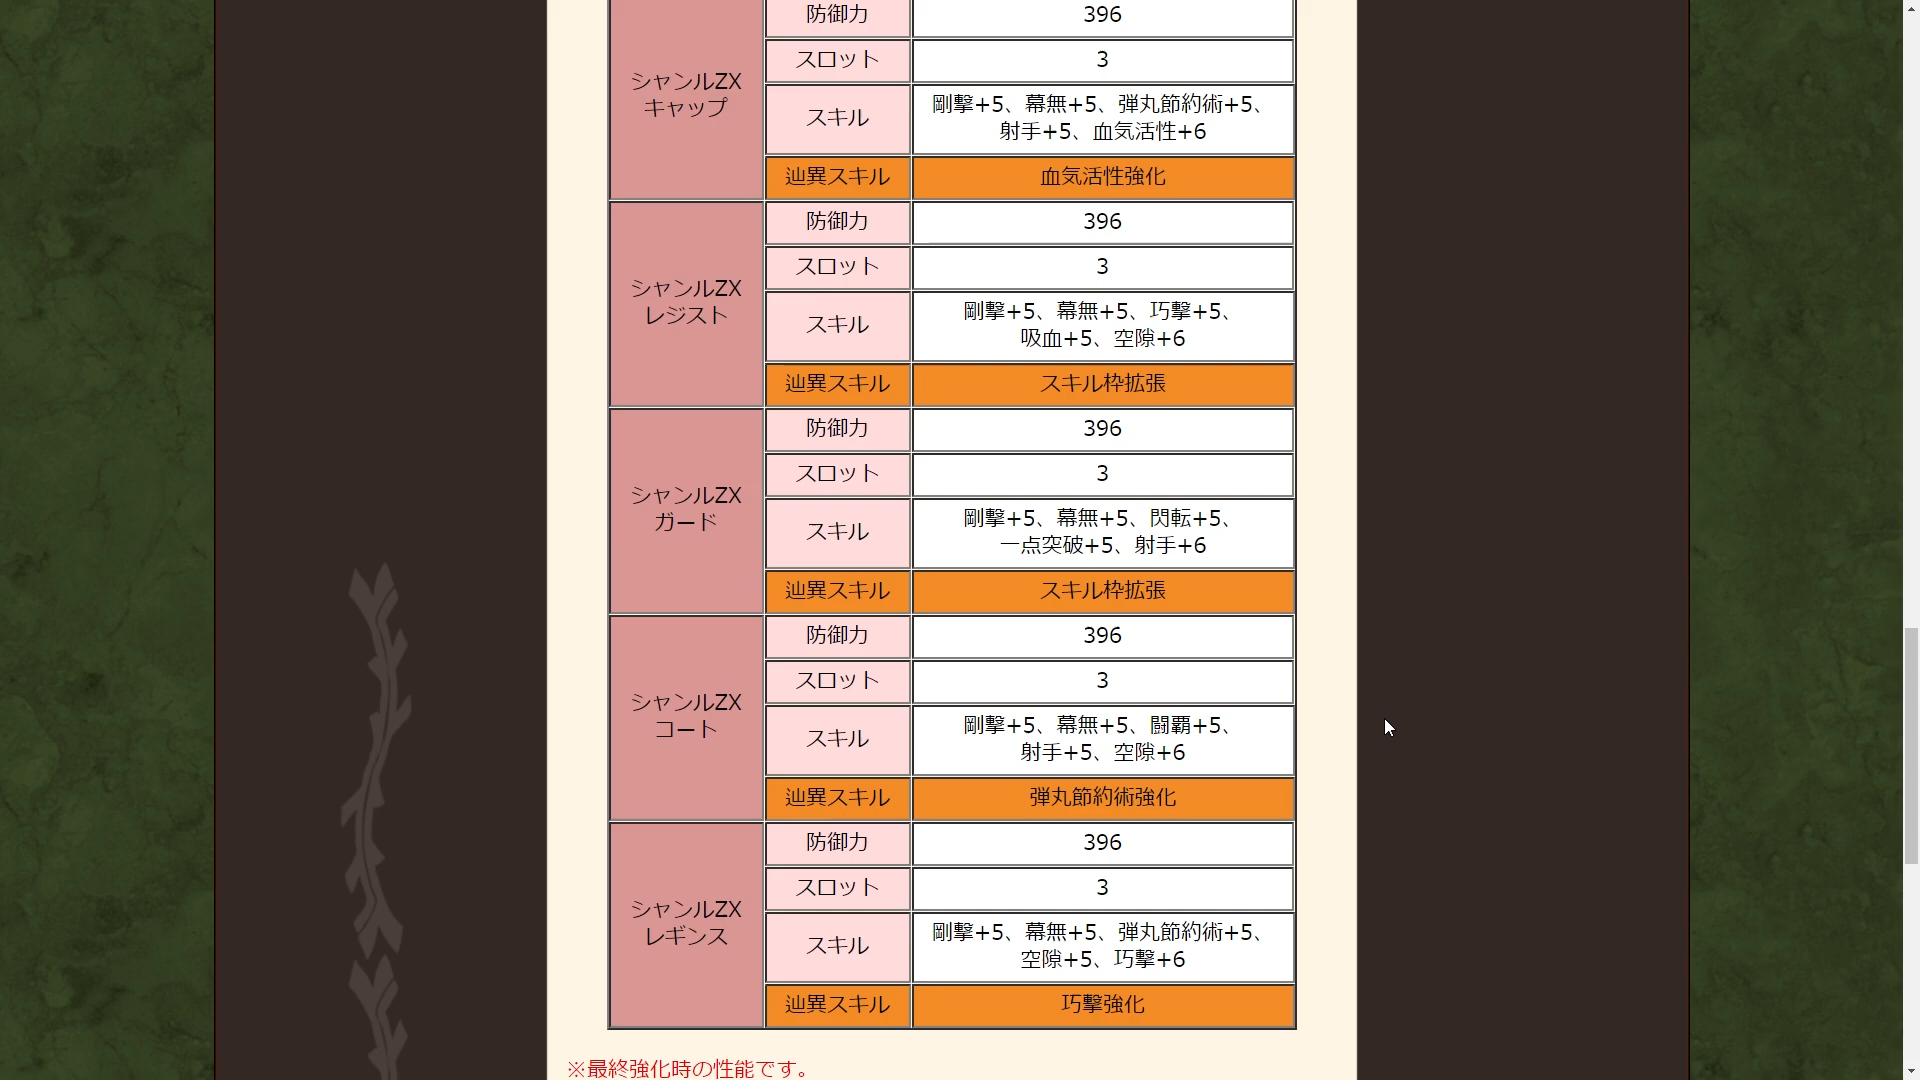 シャンルZX
キャップ
防御力
396
スロット
3
スキル
剛撃+5、幕無+5、弾丸節約術+5、
射手+5、血気活性+6
辿異スキル
血気活性強化
シャンルZX
レジスト
防御力
396
スロット
3
スキル
剛撃+5、幕無+5、巧撃+5、
吸血+5、空隙+6
辿異スキル
スキル枠拡張
シャンルZX
ガード
防御力
396
スロット
3
スキル
剛撃+5、幕無+5、閃転+5、
一点突破+5、射手+6
辿異スキル
スキル枠拡張
シャンルZX
コート
防御力
396
スロット
3
スキル
剛撃+5、幕無+5、闘覇+5、
射手+5、空隙+6
辿異スキル
弾丸節約術強化
シャンルZX
レギンス
防御力
396
スロット
3
スキル
剛撃+5、幕無+5、弾丸節約術+5、
空隙+5、巧撃+6
辿異スキル
巧撃強化
※最終強化時の性能です。